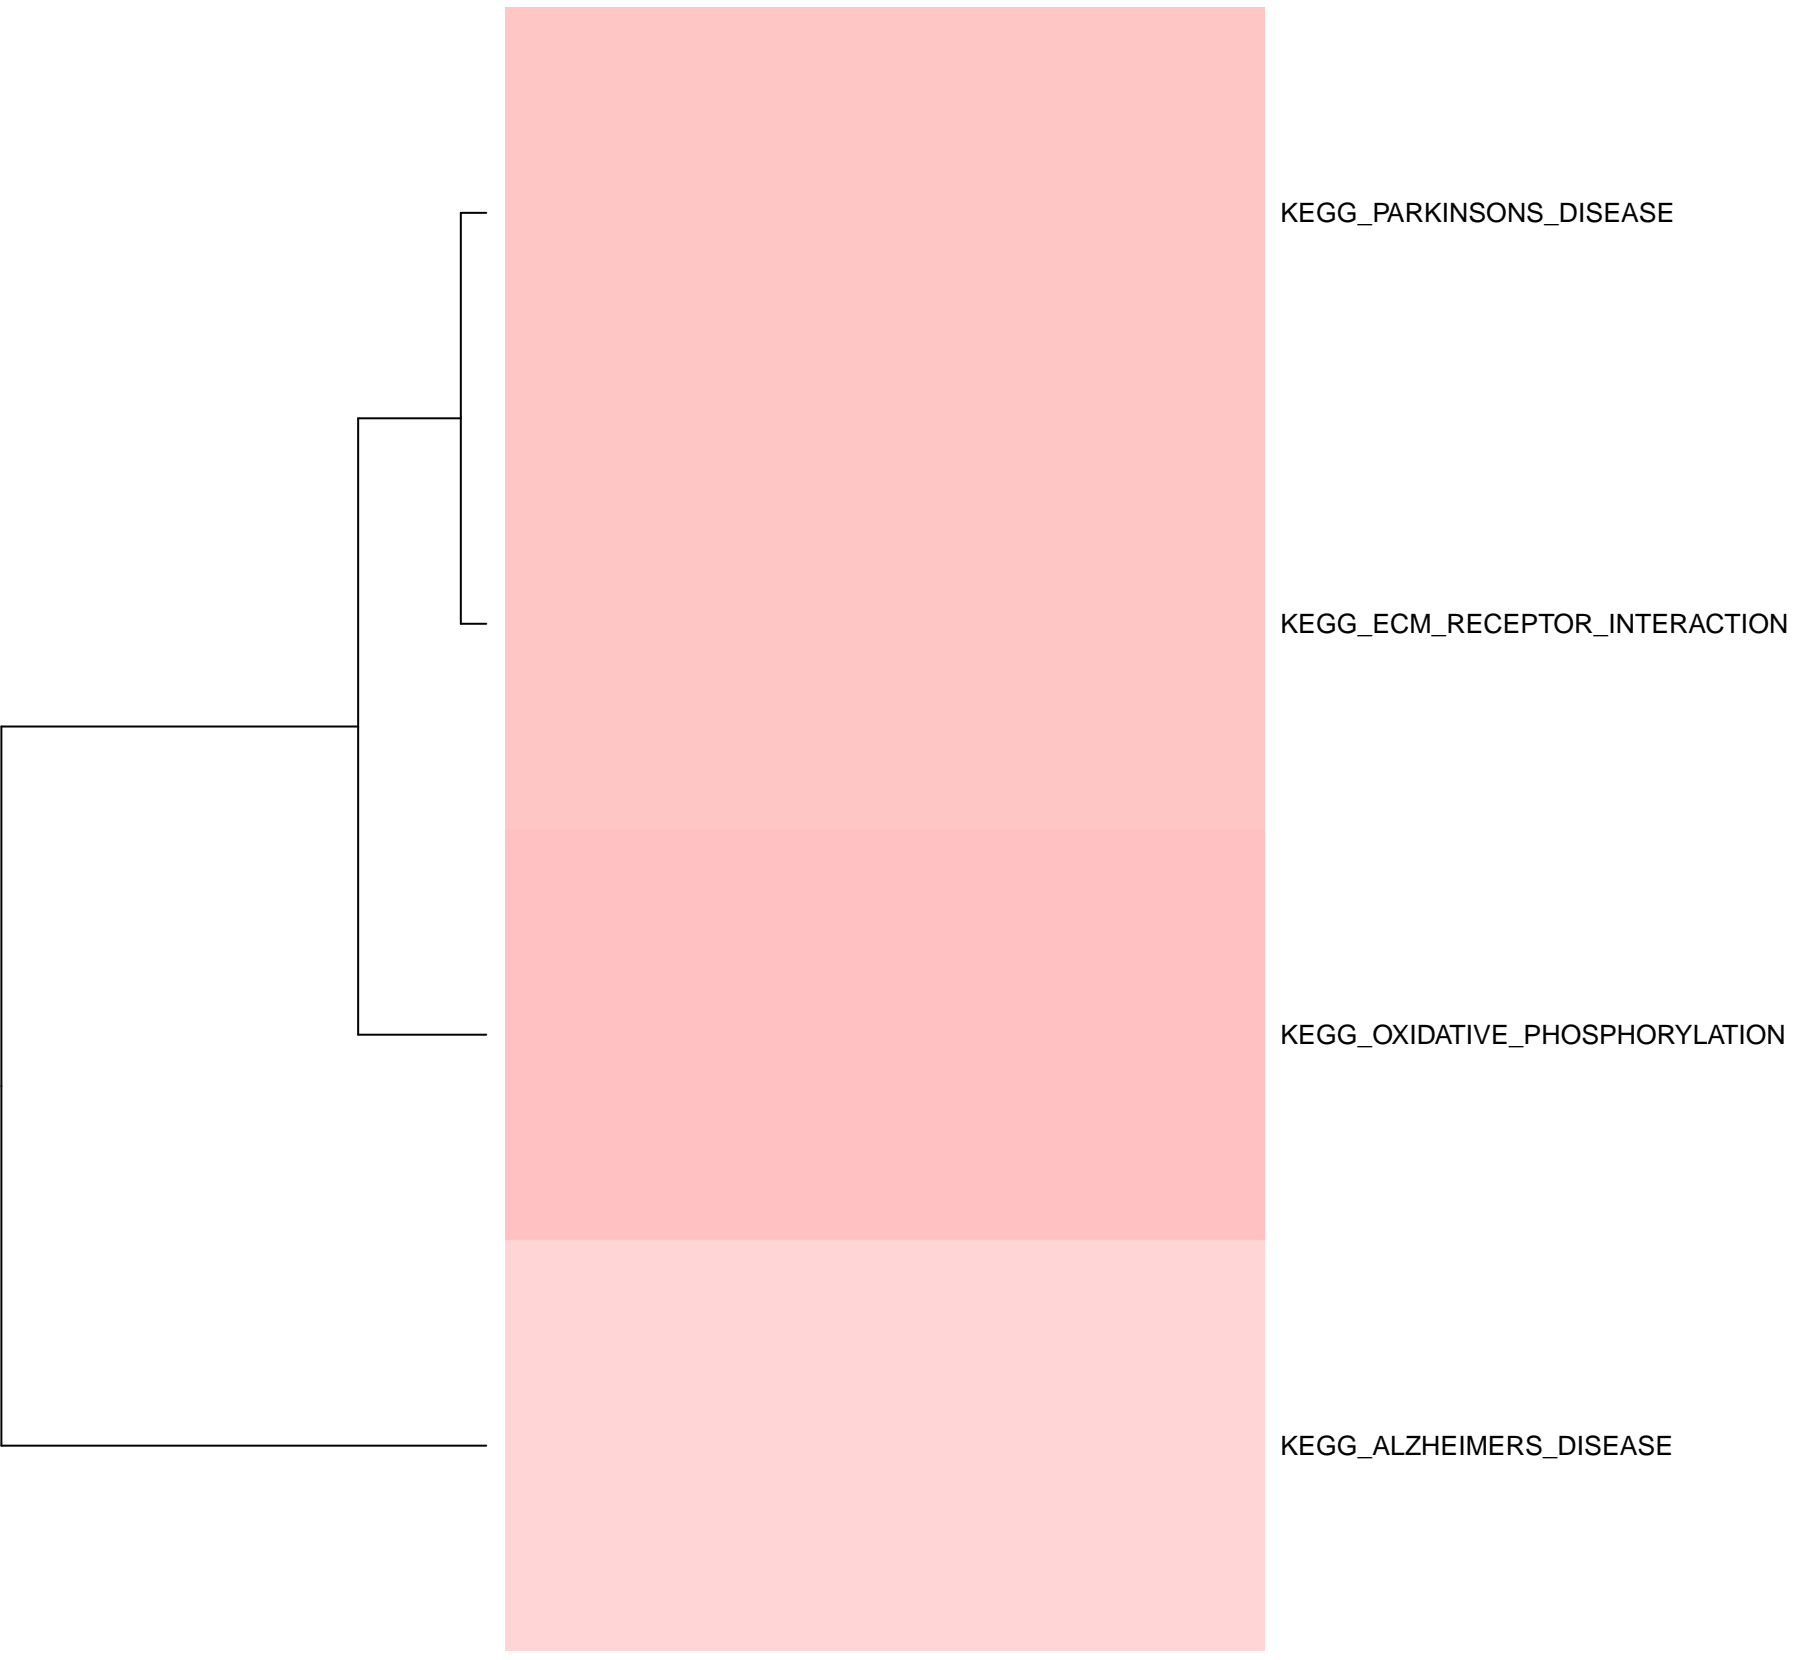 KEGG_PARKINSONS_DISEASE
KEGG_ECM_RECEPTOR_INTERACTION
KEGG_OXIDATIVE_PHOSPHORYLATION
KEGG_ALZHEIMERS_DISEASE